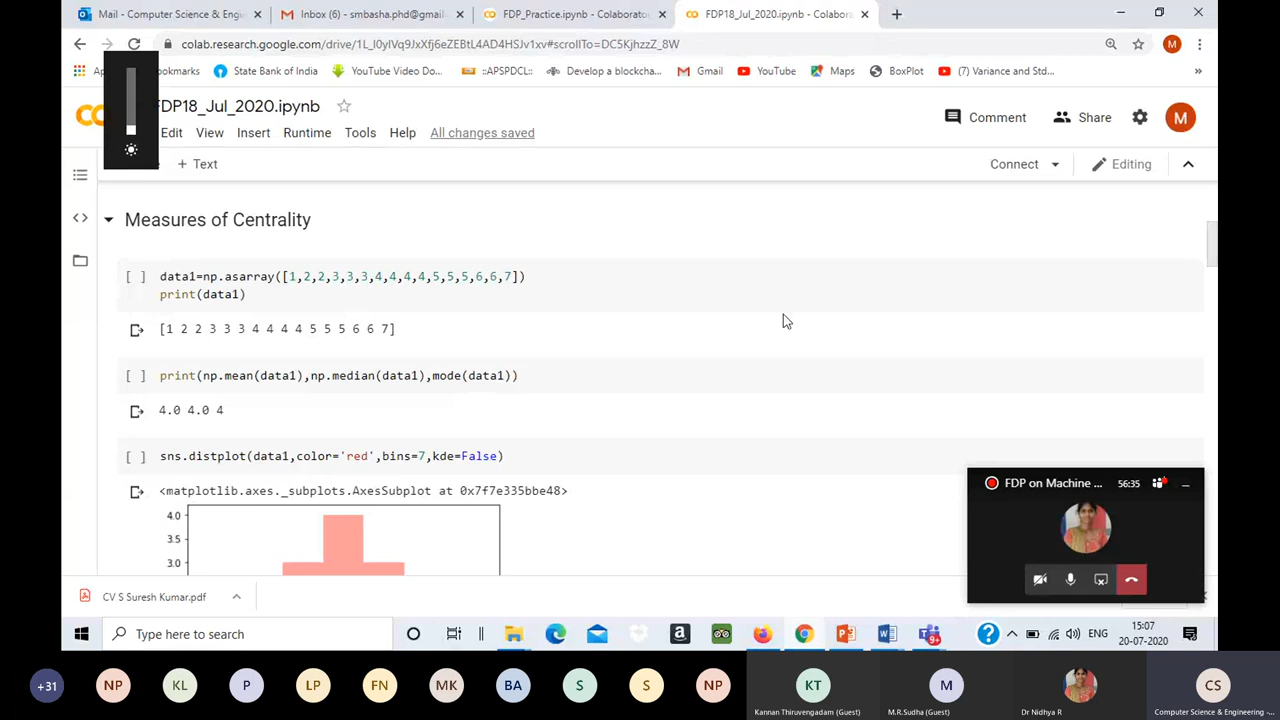 Mail - Computer Science & Engi
Inbox (6) - smbasha.phd@gmail
FDP_Practice.ipynb - Colaborato
FDP18_Jul_2020.ipynb - Colabora
colab.research.google.com/drive/1L_l0yIVq9JxXfj6eZEBtL4AD4HSJv1xv#scrollTo=DC5KjhzzZ_8W
M
Ap
okmarks
State Bank of India
YouTube Video Do...
::APSPDCL::
Develop a blockcha...
Gmail
YouTube
Maps
BoxPlot
(7) Variance and Std...
»
FDP18_Jul_2020.ipynb
Edit View Insert Runtime Tools Help All changes saved
Comment
Share
M
+ Text
Connect
Editing
Measures of Centrality
[ ] data1=np.asarray([1,2,2,3,3,3,4,4,4,4,5,5,5,6,6,7])
print(data1)
[1 2 2 3 3 3 4 4 4 4 5 5 5 6 6 7]
[ ] print(np.mean(data1),np.median(data1),mode(data1))
4.0 4.0 4
[ ] sns.distplot(data1,color='red',bins=7,kde=False)
<matplotlib.axes._subplots.AxesSubplot at 0x7f7e335bbe48>
4.0
3.5
3.0
FDP on Machine ...
56:35
CV S Suresh Kumar.pdf
Type here to search
9+
ENG
15:07
20-07-2020
+31
NP
KL
P
LP
FN
MK
BA
S
S
NP
KT
M
CS
Kannan Thiruvengadam (Guest)
M.R.Sudha (Guest)
Dr Nidhya R
Computer Science & Engineering -...